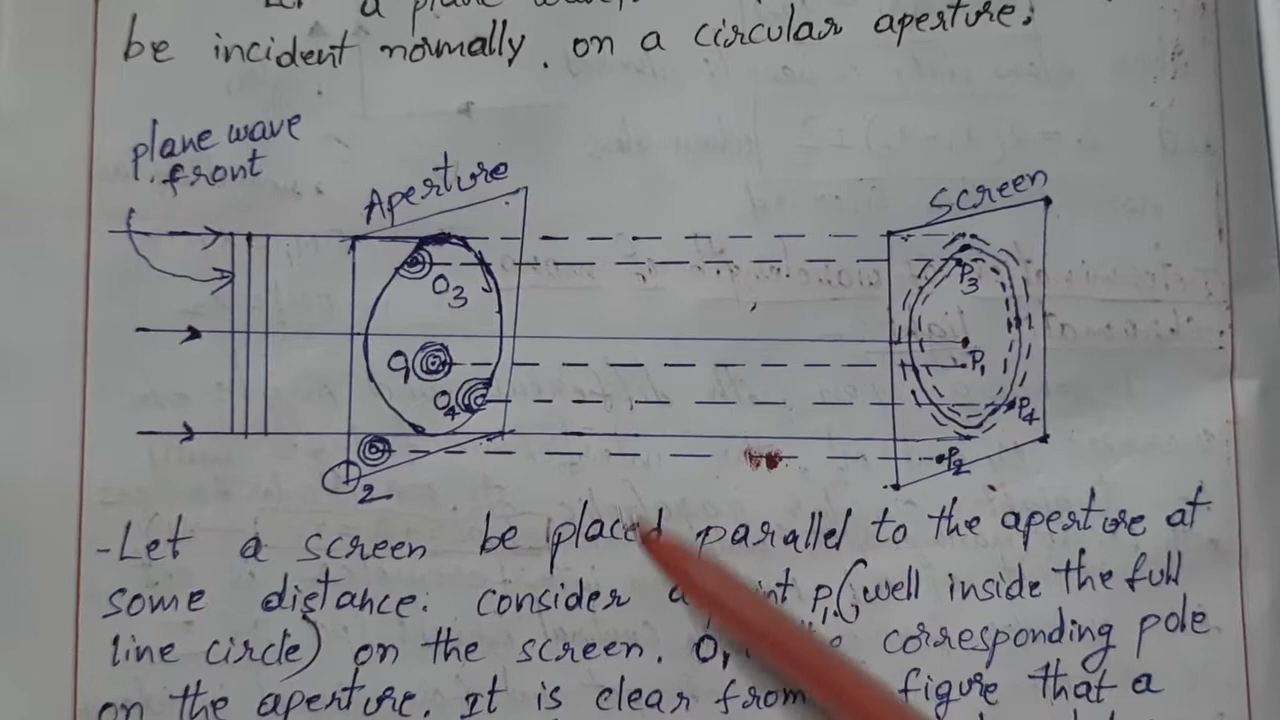 a plane wave
be incident normally. on a circular aperture:
plane wave
front
Aperture
Screen
O3
P3
P1
O4
P4
P2
O2
-Let a screen be placed parallel to the aperture at
some distance: consider a point P1 (well inside the full
line circle) on the screen. O1 corresponding pole
on the aperture. It is clear from figure that a